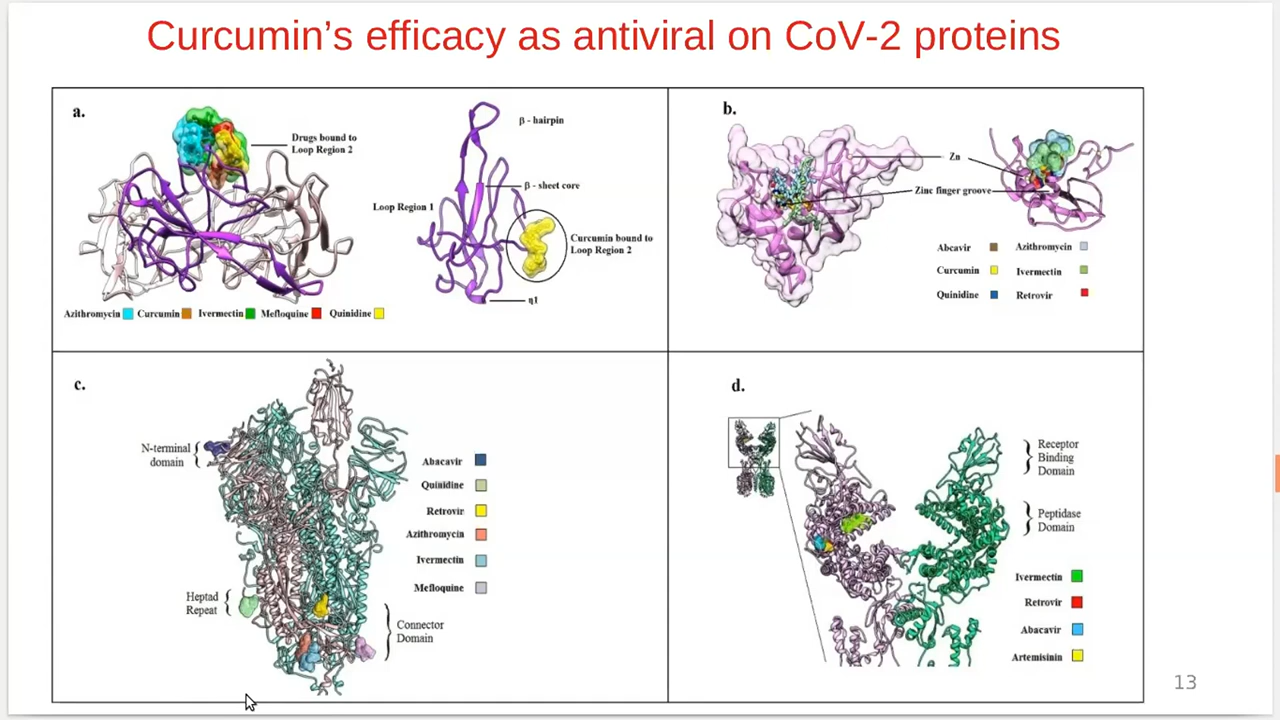 Curcumin’s efficacy as antiviral on CoV-2 proteins
a.
Drugs bound to
Loop Region 2
β - hairpin
β - sheet core
Loop Region 1
Curcumin bound to
Loop Region 2
η1
Azithromycin Curcumin Ivermectin Mefloquine Quinidine
b.
Zn
Zinc finger groove
Abcavir Azithromycin
Curcumin Ivermectin
Quinidine Retrovir
c.
N-terminal
domain
Abacavir
Quinidine
Retrovir
Azithromycin
Ivermectin
Mefloquine
Heptad
Repeat
Connector
Domain
d.
Receptor
Binding
Domain
Peptidase
Domain
Ivermectin
Retrovir
Abacavir
Artemisinin
13